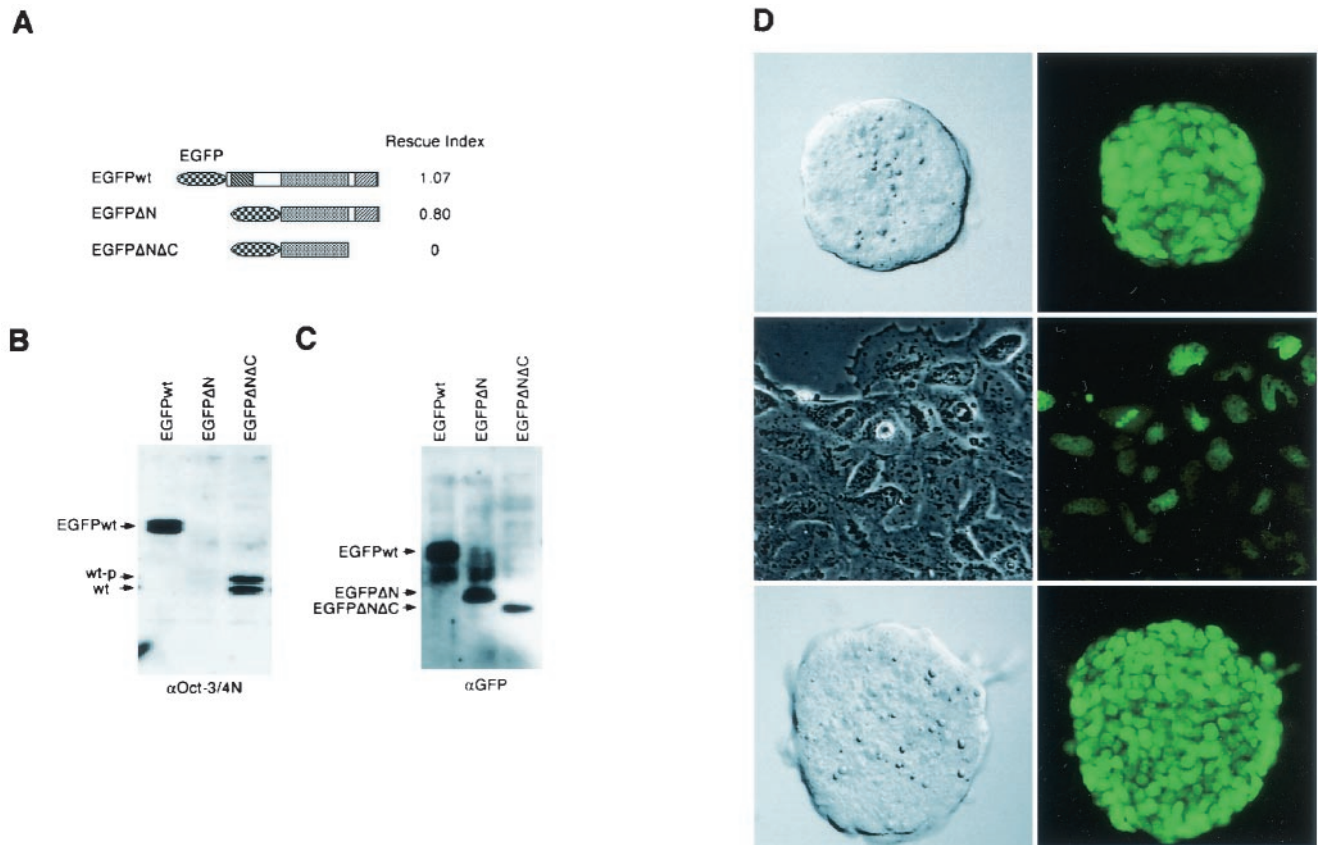 A
EGFP
Rescue Index
EGFPwt 1.07
EGFPΔN 0.80
EGFPΔNΔC 0
B
EGFPwt
EGFPΔN
EGFPΔNΔC
EGFPwt
wt-p
wt
αOct-3/4N
C
EGFPwt
EGFPΔN
EGFPΔNΔC
EGFPwt
EGFPΔN
EGFPΔNΔC
αGFP
D